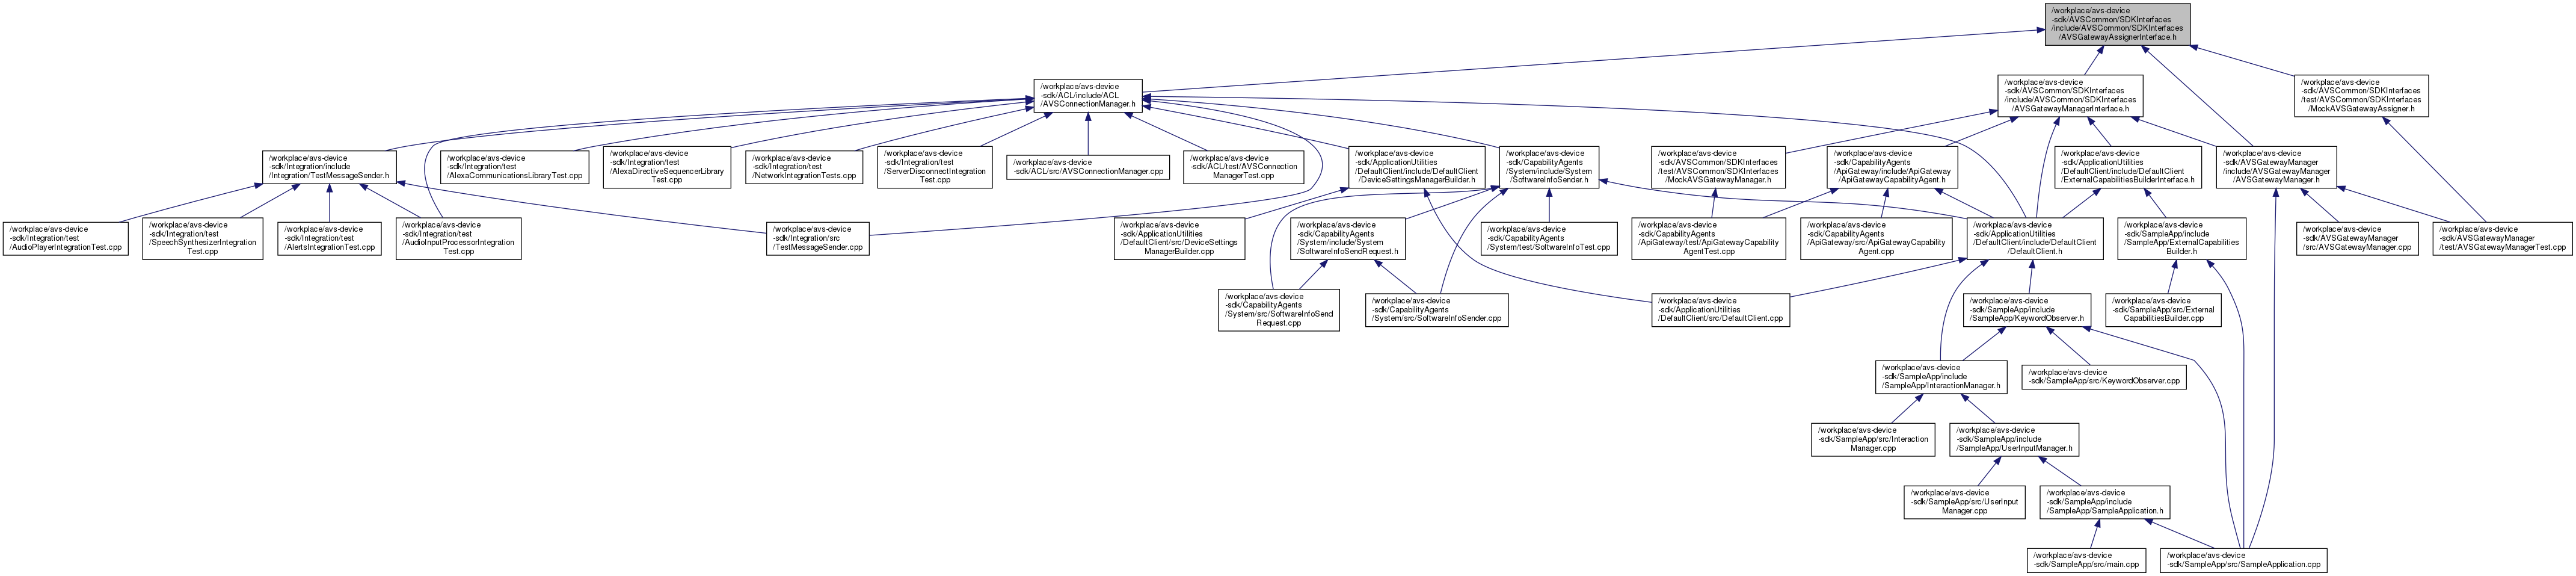 /workplace/avs-device
-sdk/AVSCommon/SDKInterfaces
/include/AVSCommon/SDKInterfaces
/AVSGatewayAssignerInterface.h
/workplace/avs-device
-sdk/ACL/include/ACL
/AVSConnectionManager.h
/workplace/avs-device
-sdk/AVSCommon/SDKInterfaces
/include/AVSCommon/SDKInterfaces
/AVSGatewayManagerInterface.h
/workplace/avs-device
-sdk/AVSCommon/SDKInterfaces
/test/AVSCommon/SDKInterfaces
/MockAVSGatewayAssigner.h
/workplace/avs-device
-sdk/Integration/include
/Integration/TestMessageSender.h
/workplace/avs-device
-sdk/Integration/test
/AlexaCommunicationsLibraryTest.cpp
/workplace/avs-device
-sdk/Integration/test
/AlexaDirectiveSequencerLibrary
Test.cpp
/workplace/avs-device
-sdk/Integration/test
/NetworkIntegrationTests.cpp
/workplace/avs-device
-sdk/Integration/test
/ServerDisconnectIntegration
Test.cpp
/workplace/avs-device
-sdk/ACL/src/AVSConnectionManager.cpp
/workplace/avs-device
-sdk/ACL/test/AVSConnection
ManagerTest.cpp
/workplace/avs-device
-sdk/ApplicationUtilities
/DefaultClient/include/DefaultClient
/DeviceSettingsManagerBuilder.h
/workplace/avs-device
-sdk/CapabilityAgents
/System/include/System
/SoftwareInfoSender.h
/workplace/avs-device
-sdk/AVSCommon/SDKInterfaces
/test/AVSCommon/SDKInterfaces
/MockAVSGatewayManager.h
/workplace/avs-device
-sdk/CapabilityAgents
/ApiGateway/include/ApiGateway
/ApiGatewayCapabilityAgent.h
/workplace/avs-device
-sdk/ApplicationUtilities
/DefaultClient/include/DefaultClient
/ExternalCapabilitiesBuilderInterface.h
/workplace/avs-device
-sdk/AVSGatewayManager
/include/AVSGatewayManager
/AVSGatewayManager.h
/workplace/avs-device
-sdk/Integration/test
/AudioPlayerIntegrationTest.cpp
/workplace/avs-device
-sdk/Integration/test
/SpeechSynthesizerIntegration
Test.cpp
/workplace/avs-device
-sdk/Integration/test
/AlertsIntegrationTest.cpp
/workplace/avs-device
-sdk/Integration/test
/AudioInputProcessorIntegration
Test.cpp
/workplace/avs-device
-sdk/Integration/src
/TestMessageSender.cpp
/workplace/avs-device
-sdk/ApplicationUtilities
/DefaultClient/src/DeviceSettings
ManagerBuilder.cpp
/workplace/avs-device
-sdk/CapabilityAgents
/System/include/System
/SoftwareInfoSendRequest.h
/workplace/avs-device
-sdk/CapabilityAgents
/System/test/SoftwareInfoTest.cpp
/workplace/avs-device
-sdk/CapabilityAgents
/ApiGateway/test/ApiGatewayCapability
AgentTest.cpp
/workplace/avs-device
-sdk/CapabilityAgents
/ApiGateway/src/ApiGatewayCapability
Agent.cpp
/workplace/avs-device
-sdk/ApplicationUtilities
/DefaultClient/include/DefaultClient
/DefaultClient.h
/workplace/avs-device
-sdk/SampleApp/include
/SampleApp/ExternalCapabilities
Builder.h
/workplace/avs-device
-sdk/AVSGatewayManager
/src/AVSGatewayManager.cpp
/workplace/avs-device
-sdk/AVSGatewayManager
/test/AVSGatewayManagerTest.cpp
/workplace/avs-device
-sdk/CapabilityAgents
/System/src/SoftwareInfoSend
Request.cpp
/workplace/avs-device
-sdk/CapabilityAgents
/System/src/SoftwareInfoSender.cpp
/workplace/avs-device
-sdk/ApplicationUtilities
/DefaultClient/src/DefaultClient.cpp
/workplace/avs-device
-sdk/SampleApp/include
/SampleApp/KeywordObserver.h
/workplace/avs-device
-sdk/SampleApp/src/External
CapabilitiesBuilder.cpp
/workplace/avs-device
-sdk/SampleApp/include
/SampleApp/InteractionManager.h
/workplace/avs-device
-sdk/SampleApp/src/KeywordObserver.cpp
/workplace/avs-device
-sdk/SampleApp/src/Interaction
Manager.cpp
/workplace/avs-device
-sdk/SampleApp/include
/SampleApp/UserInputManager.h
/workplace/avs-device
-sdk/SampleApp/src/UserInput
Manager.cpp
/workplace/avs-device
-sdk/SampleApp/include
/SampleApp/SampleApplication.h
/workplace/avs-device
-sdk/SampleApp/src/main.cpp
/workplace/avs-device
-sdk/SampleApp/src/SampleApplication.cpp